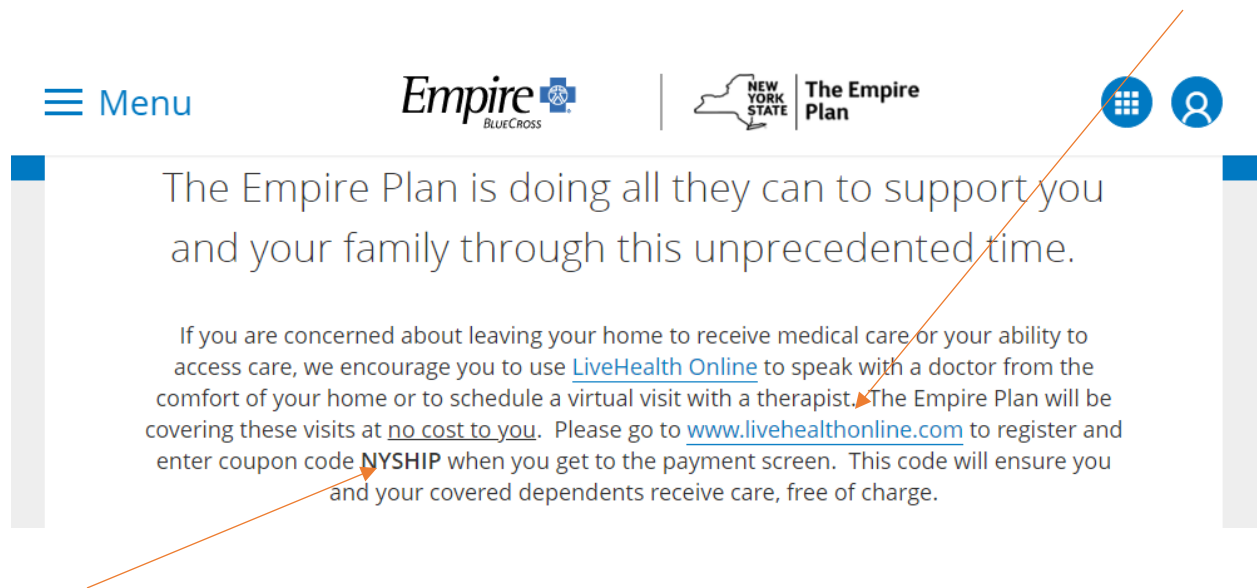 Menu
Empire
BLUECROSS
NEW
YORK
STATE
The Empire
Plan
The Empire Plan is doing all they can to support you
and your family through this unprecedented time.
If you are concerned about leaving your home to receive medical care or your ability to
access care, we encourage you to use LiveHealth Online to speak with a doctor from the
comfort of your home or to schedule a virtual visit with a therapist. The Empire Plan will be
covering these visits at no cost to you. Please go to www.livehealthonline.com to register and
enter coupon code NYSHIP when you get to the payment screen. This code will ensure you
and your covered dependents receive care, free of charge.